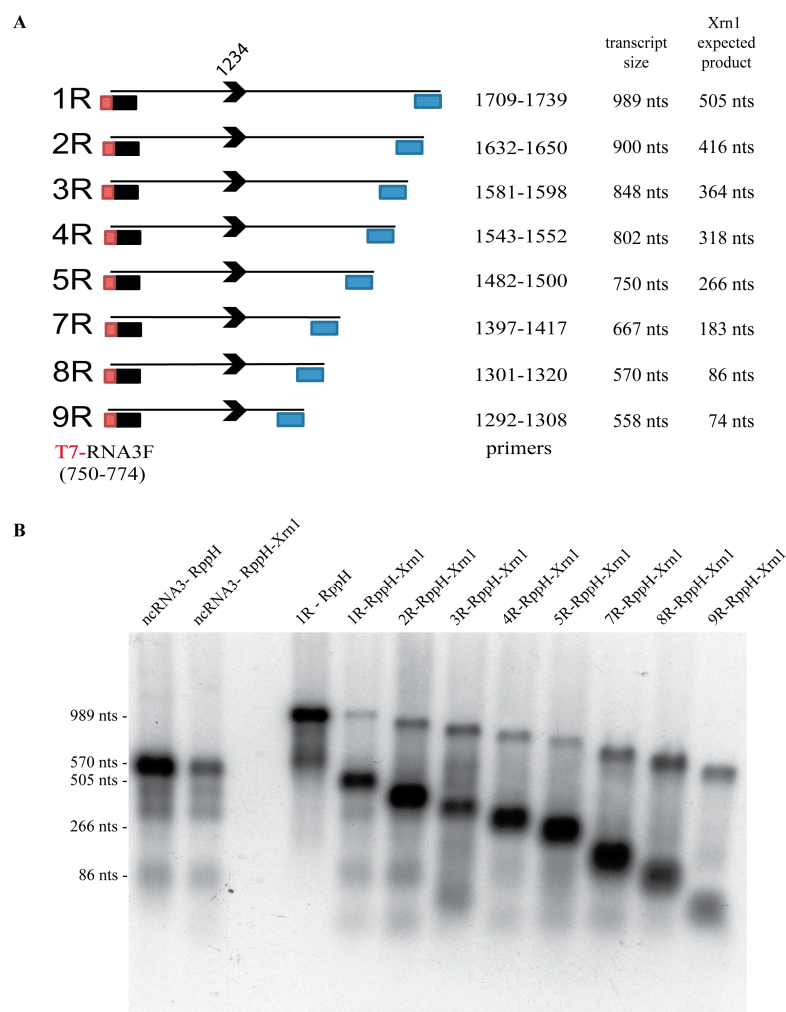 A
1234
transcript size
Xrn1 expected product
1R 1709-1739 989 nts 505 nts
2R 1632-1650 900 nts 416 nts
3R 1581-1598 848 nts 364 nts
4R 1543-1552 802 nts 318 nts
5R 1482-1500 750 nts 266 nts
7R 1397-1417 667 nts 183 nts
8R 1301-1320 570 nts 86 nts
9R 1292-1308 558 nts 74 nts
T7-RNA3F
(750-774)
primers
B
ncRNA3- RppH
ncRNA3- RppH-Xrn1
1R - RppH
1R-RppH-Xrn1
2R-RppH-Xrn1
3R-RppH-Xrn1
4R-RppH-Xrn1
5R-RppH-Xrn1
7R-RppH-Xrn1
8R-RppH-Xrn1
9R-RppH-Xrn1
989 nts -
570 nts -
505 nts -
266 nts -
86 nts -